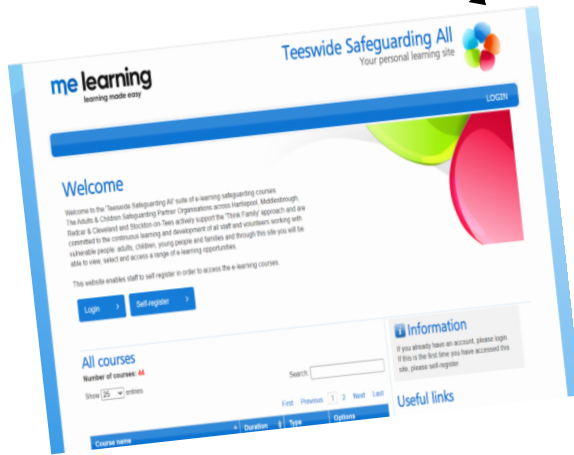 me learning
learning made easy
Teeswide Safeguarding All
Your personal learning site
LOGIN
Welcome
Welcome to the 'Teeswide Safeguarding All' suite of e-learning safeguarding courses.
The Adults & Children Safeguarding Partner Organisations across Hartlepool, Middlesbrough,
Redcar & Cleveland and Stockton-on-Tees actively support the 'Think Family' approach and are
committed to the continuous learning and development of all staff and volunteers working with
vulnerable people: adults, children, young people and families and through this site you will be
able to view, select and access a range of e-learning opportunities.
This website enables staff to self register in order to access the e-learning courses.
Login >
Self-register >
All courses
Number of courses: 44
Show 25 entries
Search
First Previous 1 2 Next Last
Course name Duration Type Options
i Information
If you already have an account, please login
If this is the first time you have accessed this
site, please self-register.
Useful links